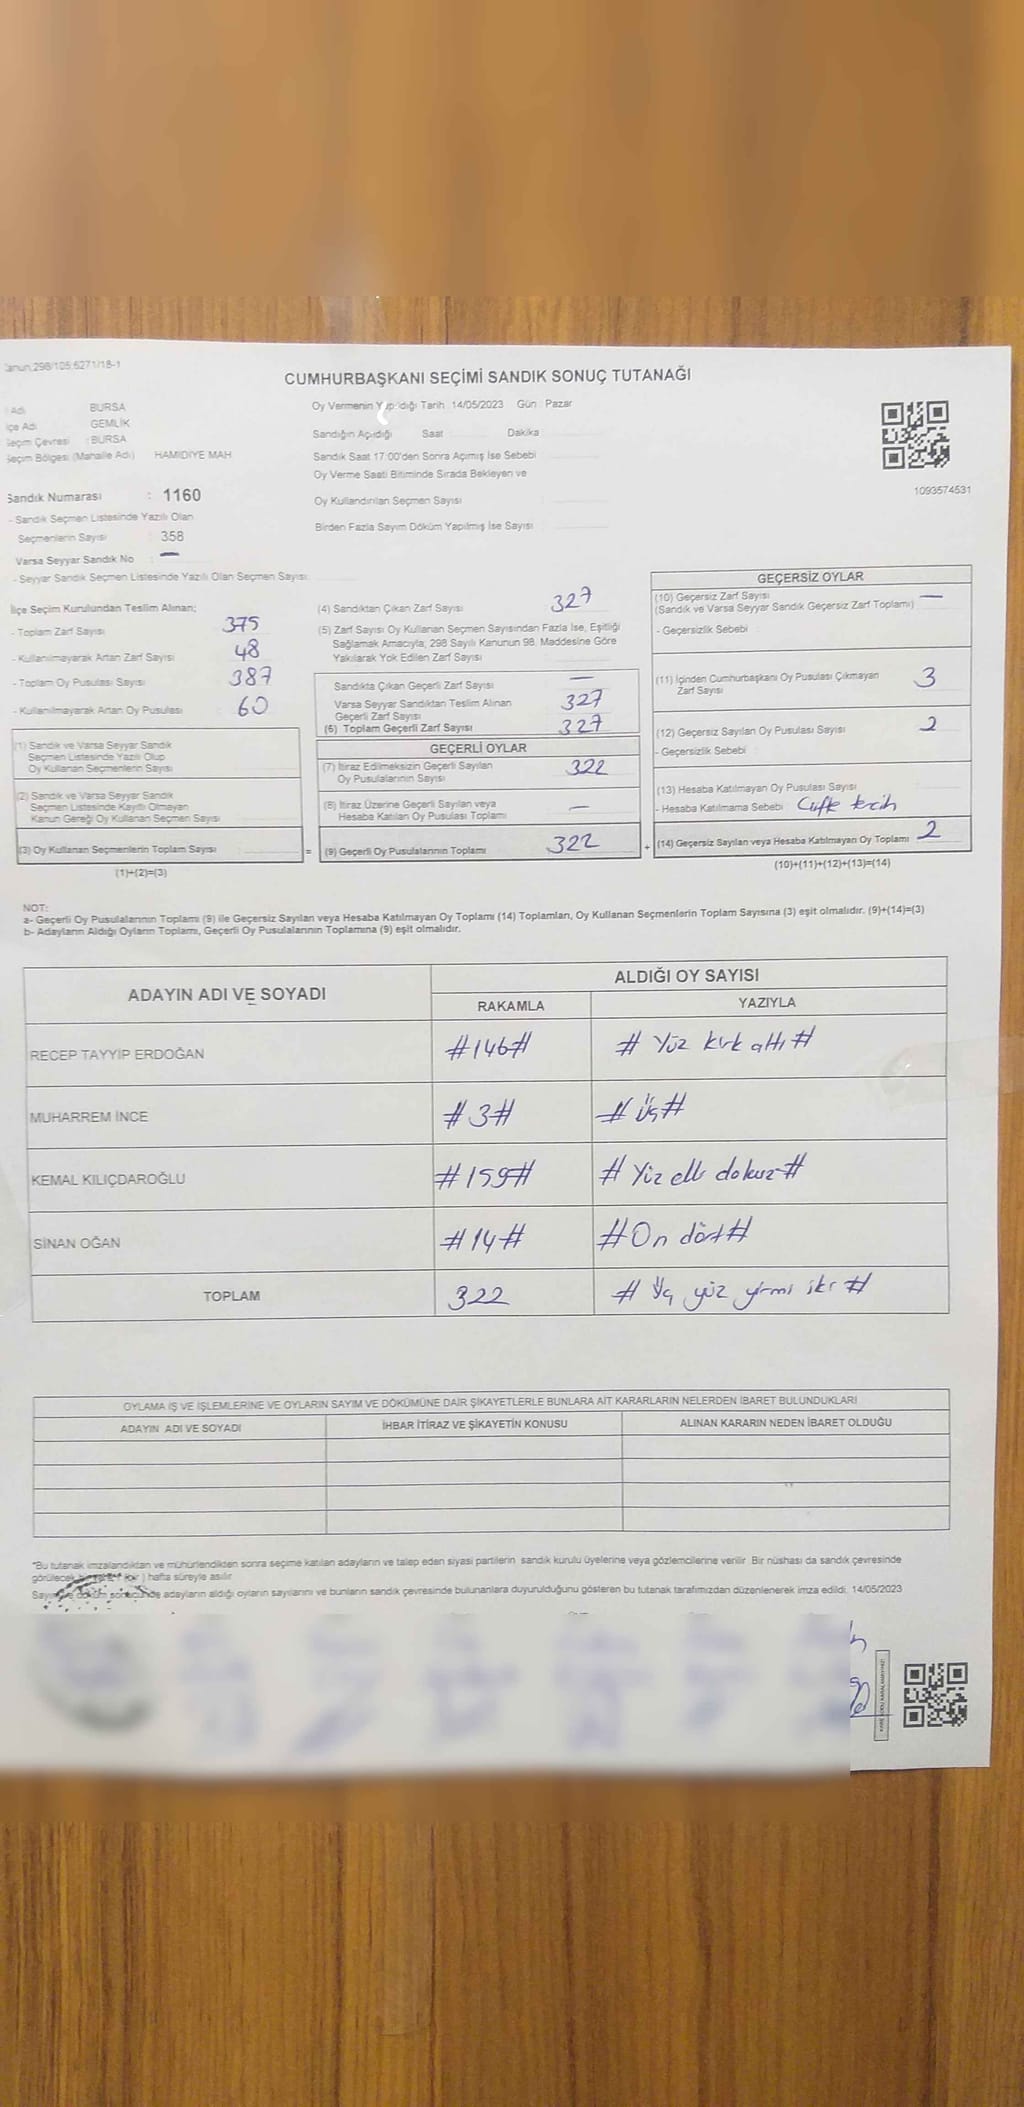 Kanun:298/105;6271/18-1
CUMHURBAŞKANI SEÇİMİ SANDIK SONUÇ TUTANAĞI
Adı BURSA
İlçe Adı GEMLİK
Seçim Çevresi : BURSA
Seçim Bölgesi (Mahalle Adı) HAMİDİYE MAH
Sandık Numarası : 1160
- Sandık Seçmen Listesinde Yazılı Olan
Seçmenlerin Sayısı : 358
Varsa Seyyar Sandık No : —
- Seyyar Sandık Seçmen Listesinde Yazılı Olan Seçmen Sayısı:
Oy Vermenin Yapıldığı Tarih :14/05/2023 Gün : Pazar
Sandığın Açıldığı Saat Dakika
Sandık Saat 17:00'den Sonra Açımış İse Sebebi
Oy Verme Saati Bitiminde Sırada Bekleyen ve
Oy Kullandırılan Seçmen Sayısı
Birden Fazla Sayım Döküm Yapılmış İse Sayısı
1093574531
İlçe Seçim Kurulundan Teslim Alınan;
- Toplam Zarf Sayısı 375
- Kullanılmayarak Artan Zarf Sayısı 48
- Toplam Oy Pusulası Sayısı 387
- Kullanılmayarak Artan Oy Pusulası 60
(1) Sandık ve Varsa Seyyar Sandık
Seçmen Listesinde Yazılı Olup
Oy Kullanan Seçmenlerin Sayısı
(2) Sandık ve Varsa Seyyar Sandık
Seçmen Listesinde Kayıtlı Olmayan
Kanun Gereği Oy Kullanan Seçmen Sayısı
(3) Oy Kullanan Seçmenlerin Toplam Sayısı =
(1)+(2)=(3)
(4) Sandıktan Çıkan Zarf Sayısı 327
(5) Zarf Sayısı Oy Kullanan Seçmen Sayısından Fazla İse, Eşitliği
Sağlamak Amacıyla, 298 Sayılı Kanunun 98. Maddesine Göre
Yakılarak Yok Edilen Zarf Sayısı
Sandıkta Çıkan Geçerli Zarf Sayısı —
Varsa Seyyar Sandıktan Teslim Alınan 327
Geçerli Zarf Sayısı
(6) Toplam Geçerli Zarf Sayısı 327
GEÇERLİ OYLAR
(7) İtiraz Edilmeksizin Geçerli Sayılan 322
Oy Pusulalarının Sayısı
(8) İtiraz Üzerine Geçerli Sayılan veya —
Hesaba Katılan Oy Pusulası Toplamı
(9) Geçerli Oy Pusulalarının Toplamı 322 +
GEÇERSİZ OYLAR
(10) Geçersiz Zarf Sayısı —
(Sandık ve Varsa Seyyar Sandık Geçersiz Zarf Toplamı)
- Geçersizlik Sebebi
(11) İçinden Cumhurbaşkanı Oy Pusulası Çıkmayan 3
Zarf Sayısı
(12) Geçersiz Sayılan Oy Pusulası Sayısı 2
- Geçersizlik Sebebi
(13) Hesaba Katılmayan Oy Pusulası Sayısı
- Hesaba Katılmama Sebebi Çifte tercih
(14) Geçersiz Sayılan veya Hesaba Katılmayan Oy Toplamı 2
(10)+(11)+(12)+(13)=(14)
NOT:
a- Geçerli Oy Pusulalarının Toplamı (9) ile Geçersiz Sayılan veya Hesaba Katılmayan Oy Toplamı (14) Toplamları, Oy Kullanan Seçmenlerin Toplam Sayısına (3) eşit olmalıdır. (9)+(14)=(3)
b- Adayların Aldığı Oyların Toplamı, Geçerli Oy Pusulalarının Toplamına (9) eşit olmalıdır.
ADAYIN ADI VE SOYADI ALDIĞI OY SAYISI
RAKAMLA YAZIYLA
RECEP TAYYİP ERDOĞAN #146# # Yüz kırk altı #
MUHARREM İNCE #3# # Üç #
KEMAL KILIÇDAROĞLU #159# # Yüz elli dokuz #
SİNAN OĞAN #14# # On dört #
TOPLAM 322 # Üç yüz yirmi iki #
OYLAMA İŞ VE İŞLEMLERİNE VE OYLARIN SAYIM VE DÖKÜMÜNE DAİR ŞİKAYETLERLE BUNLARA AİT KARARLARIN NELERDEN İBARET BULUNDUKLARI
ADAYIN ADI VE SOYADI İHBAR İTİRAZ VE ŞİKAYETİN KONUSU ALINAN KARARIN NEDEN İBARET OLDUĞU
*Bu tutanak imzalandıktan ve mühürlendikten sonra seçime katılan adayların ve talep eden siyasi partilerin sandık kurulu üyelerine veya gözlemcilerine verilir. Bir nüshası da sandık çevresinde
görülecek hafta süreyle asılır
Sayım ve döküm sonucunda adayların aldığı oyların sayılarını ve bunların sandık çevresinde bulunanlara duyurulduğunu gösteren bu tutanak tarafımızdan düzenlenerek imza edildi. 14/05/2023